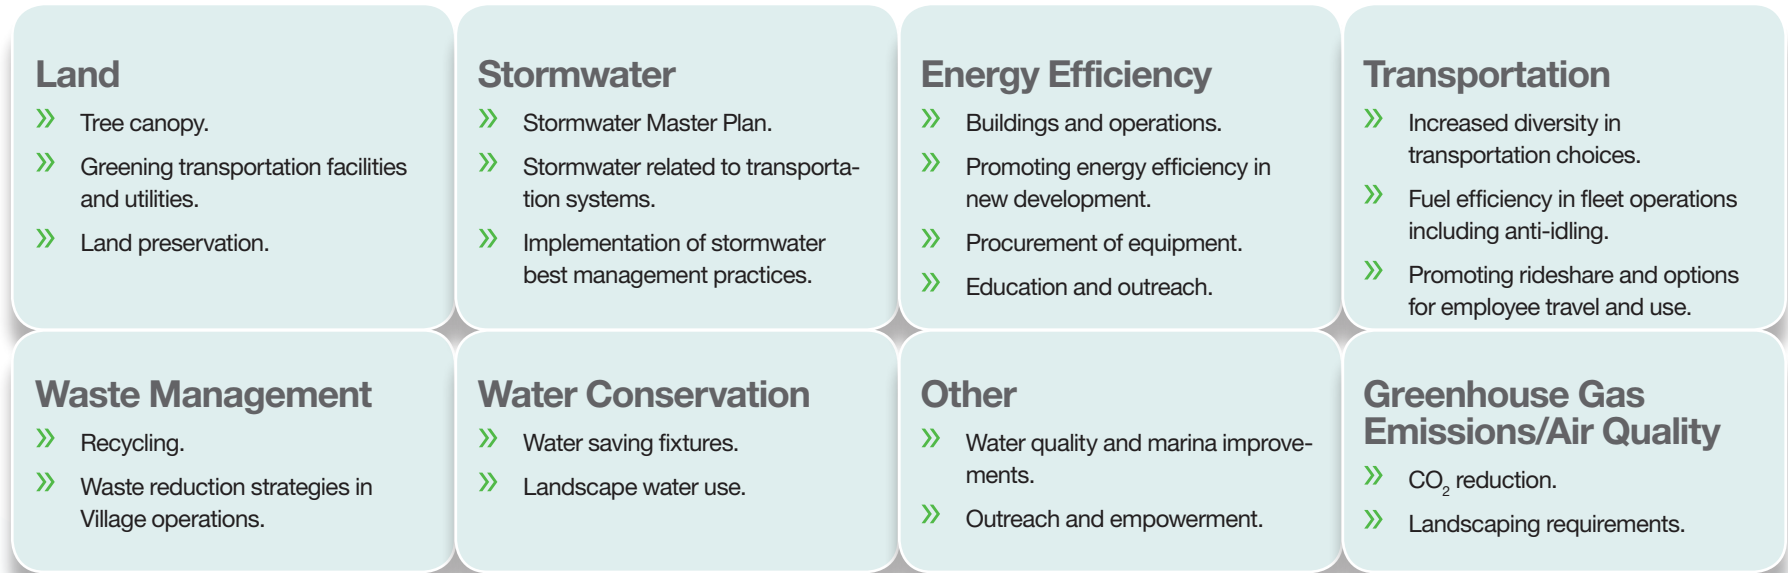 Land
» Tree canopy.
» Greening transportation facilities
and utilities.
» Land preservation.
Stormwater
» Stormwater Master Plan.
» Stormwater related to transporta-
tion systems.
» Implementation of stormwater
best management practices.
Energy Efficiency
» Buildings and operations.
» Promoting energy efficiency in
new development.
» Procurement of equipment.
» Education and outreach.
Transportation
» Increased diversity in
transportation choices.
» Fuel efficiency in fleet operations
including anti-idling.
» Promoting rideshare and options
for employee travel and use.
Waste Management
» Recycling.
» Waste reduction strategies in
Village operations.
Water Conservation
» Water saving fixtures.
» Landscape water use.
Other
» Water quality and marina improve-
ments.
» Outreach and empowerment.
Greenhouse Gas
Emissions/Air Quality
» CO₂ reduction.
» Landscaping requirements.